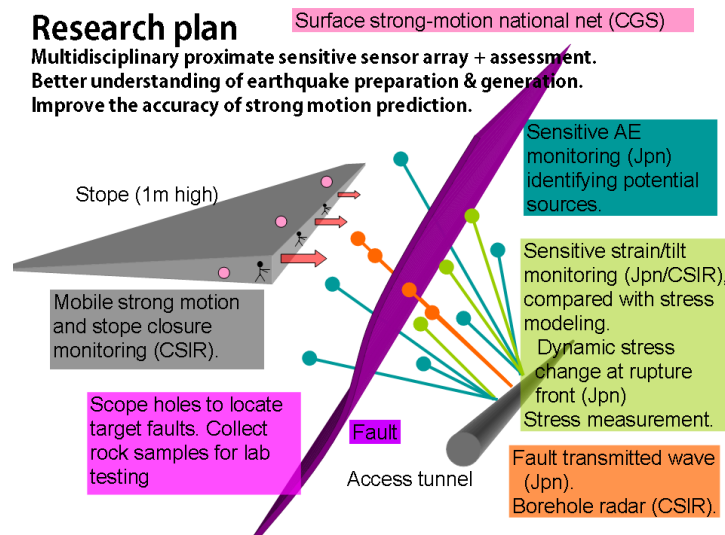 Research plan
Surface strong-motion national net (CGS)
Multidisciplinary proximate sensitive sensor array + assessment.
Better understanding of earthquake preparation & generation.
Improve the accuracy of strong motion prediction.
Sensitive AE
monitoring (Jpn)
identifying potential
sources.
Stope (1m high)
Sensitive strain/tilt
monitoring (Jpn/CSIR),
compared with stress
modeling.
Dynamic stress
change at rupture
front (Jpn)
Stress measurement.
Mobile strong motion
and stope closure
monitoring (CSIR).
Scope holes to locate
target faults. Collect
rock samples for lab
testing
Fault
Access tunnel
Fault transmitted wave
(Jpn).
Borehole radar (CSIR).